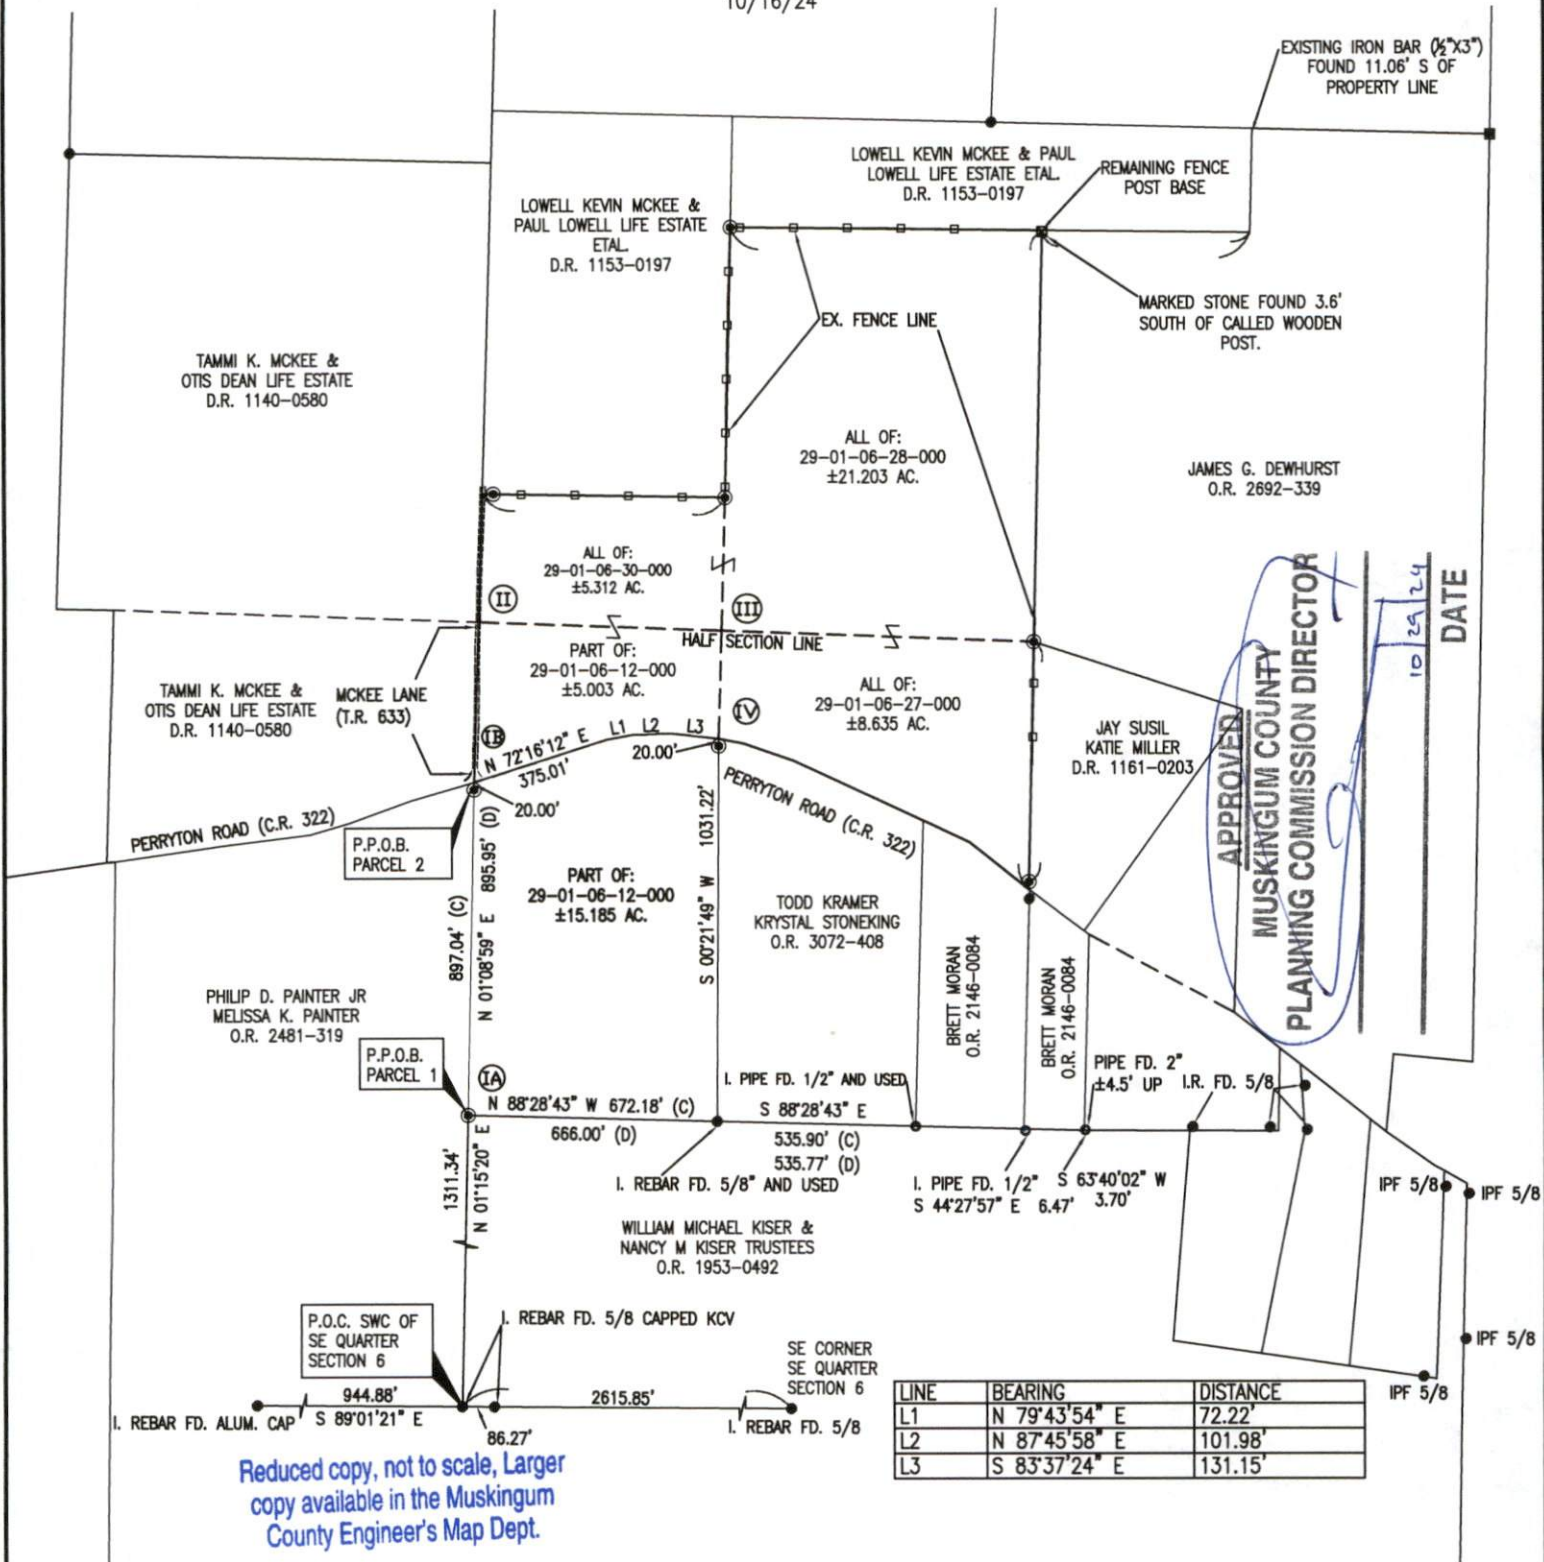 10/16/24
EXISTING IRON BAR (½"X3")
FOUND 11.06' S OF
PROPERTY LINE
LOWELL KEVIN MCKEE & PAUL
LOWELL LIFE ESTATE ETAL.
D.R. 1153-0197
REMAINING FENCE
POST BASE
LOWELL KEVIN MCKEE &
PAUL LOWELL LIFE ESTATE
ETAL.
D.R. 1153-0197
MARKED STONE FOUND 3.6'
SOUTH OF CALLED WOODEN
POST.
EX. FENCE LINE
TAMMI K. MCKEE &
OTIS DEAN LIFE ESTATE
D.R. 1140-0580
ALL OF:
29-01-06-28-000
±21.203 AC.
JAMES G. DEWHURST
O.R. 2692-339
ALL OF:
29-01-06-30-000
±5.312 AC.
II
III
HALF SECTION LINE
PART OF:
29-01-06-12-000
±5.003 AC.
ALL OF:
29-01-06-27-000
±8.635 AC.
TAMMI K. MCKEE &
OTIS DEAN LIFE ESTATE
D.R. 1140-0580
MCKEE LANE
(T.R. 633)
IB
IV
N 72°16'12" E
375.01'
L1
L2
L3
20.00'
20.00'
JAY SUSIL
KATIE MILLER
D.R. 1161-0203
APPROVED
MUSKINGUM COUNTY
PLANNING COMMISSION DIRECTOR
10/29/24
DATE
PERRYTON ROAD (C.R. 322)
PERRYTON ROAD (C.R. 322)
P.P.O.B.
PARCEL 2
897.04' (C)
N 01°08'59" E 895.95' (D)
PART OF:
29-01-06-12-000
±15.185 AC.
S 00°21'49" W 1031.22'
TODD KRAMER
KRYSTAL STONEKING
O.R. 3072-408
BRETT MORAN
O.R. 2146-0084
BRETT MORAN
O.R. 2146-0084
PHILIP D. PAINTER JR
MELISSA K. PAINTER
O.R. 2481-319
P.P.O.B.
PARCEL 1
IA
N 88°28'43" W 672.18' (C)
666.00' (D)
I. PIPE FD. 1/2" AND USED
S 88°28'43" E
535.90' (C)
535.77' (D)
PIPE FD. 2"
±4.5' UP
I.R. FD. 5/8
1311.34'
N 01°15'20" E
I. REBAR FD. 5/8" AND USED
I. PIPE FD. 1/2"
S 44°27'57" E 6.47'
S 63°40'02" W
3.70'
IPF 5/8
IPF 5/8
WILLIAM MICHAEL KISER &
NANCY M KISER TRUSTEES
O.R. 1953-0492
P.O.C. SWC OF
SE QUARTER
SECTION 6
I. REBAR FD. 5/8 CAPPED KCV
SE CORNER
SE QUARTER
SECTION 6
IPF 5/8
IPF 5/8
944.88'
S 89°01'21" E
I. REBAR FD. ALUM. CAP
86.27'
2615.85'
I. REBAR FD. 5/8
LINE BEARING DISTANCE
L1 N 79°43'54" E 72.22'
L2 N 87°45'58" E 101.98'
L3 S 83°37'24" E 131.15'
Reduced copy, not to scale, Larger
copy available in the Muskingum
County Engineer's Map Dept.